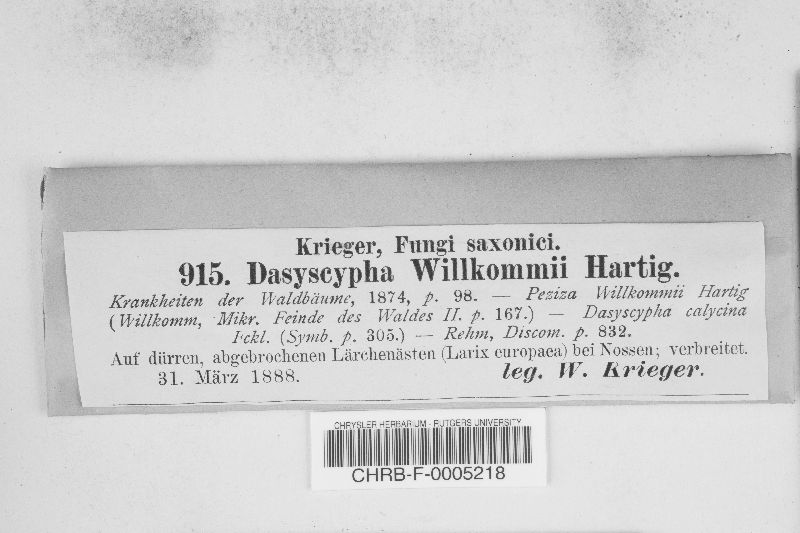 Krieger, Fungi saxonici.
915. Dasyscypha Willkommii Hartig.
Krankheiten der Waldbäume, 1874, p. 98. — Peziza Willkommii Hartig
(Willkomm, Mikr. Feinde des Waldes II. p. 167.) — Dasyscypha calycina
Fckl. (Symb. p. 305.) — Rehm, Discom. p. 832.
Auf dürren, abgebrochenen Lärchenästen (Larix europaea) bei Nossen; verbreitet.
31. März 1888. leg. W. Krieger.
CHRYSLER HERBARIUM - RUTGERS UNIVERSITY
CHRB-F-0005218